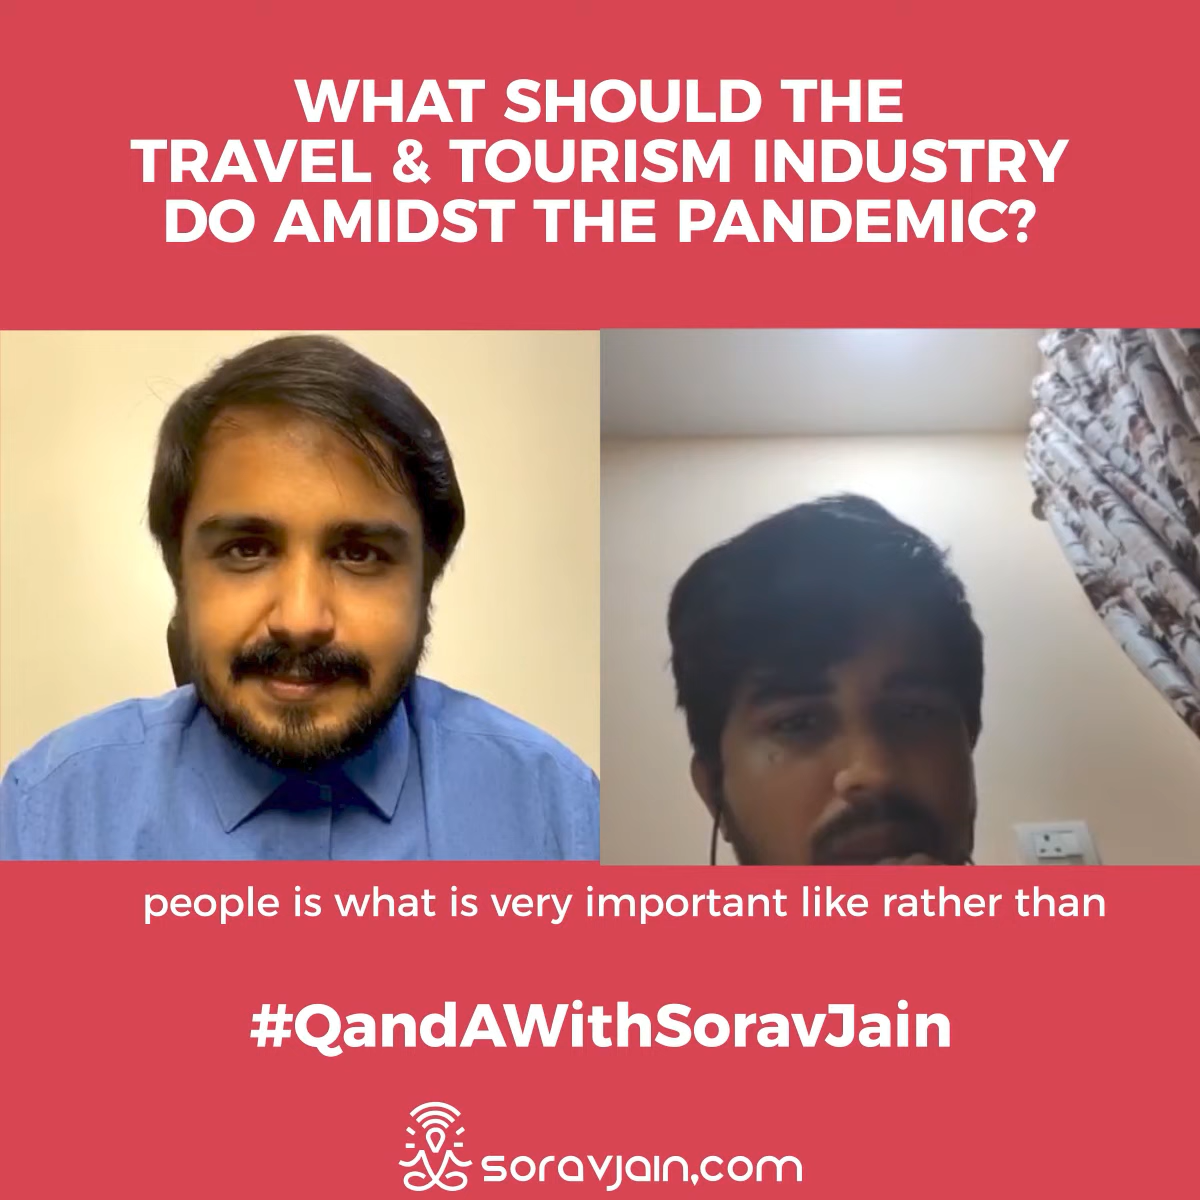 WHAT SHOULD THE
TRAVEL & TOURISM INDUSTRY
DO AMIDST THE PANDEMIC?
people is what is very important like rather than
#QandAWithSoravJain
soravjain.com